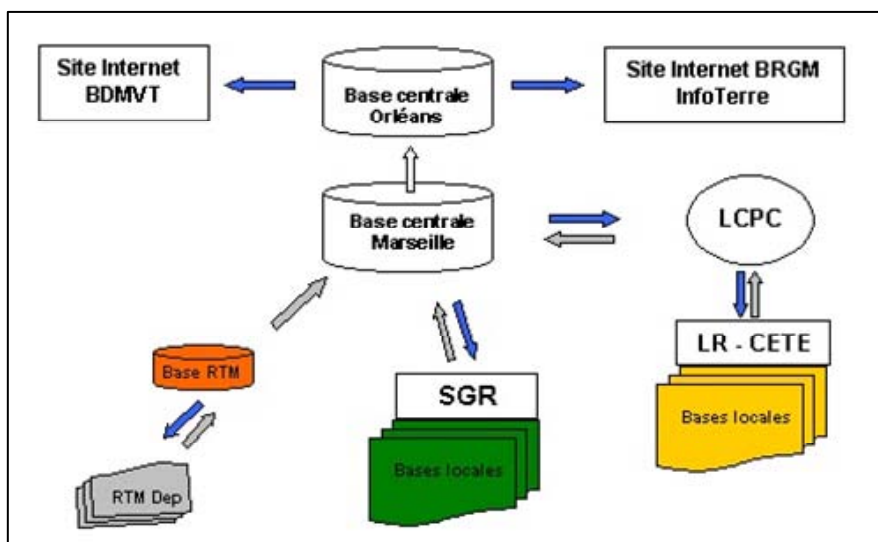 Site Internet
BDMVT
Base centrale
Orléans
Site Internet BRGM
InfoTerre
Base centrale
Marseille
LCPC
LR - CETE
Bases locales
Base RTM
SGR
Bases locales
RTM Dep